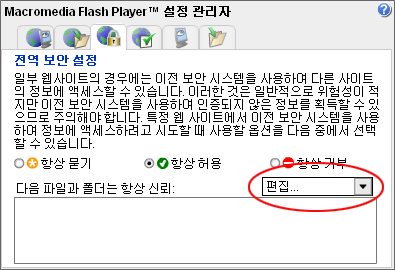 Macromedia Flash Player™ 설정 관리자
전역 보안 설정
일부 웹사이트의 경우에는 이전 보안 시스템을 사용하여 다른 사이트
의 정보에 액세스할 수 있습니다. 이러한 것은 일반적으로 위험성이 적
지만 이전 보안 시스템을 사용하여 인증되지 않은 정보를 획득할 수 있
으므로 주의해야 합니다. 특정 웹 사이트에서 이전 보안 시스템을 사용
하여 정보에 액세스하려고 시도할 때 사용할 옵션을 다음 중에서 선택
할 수 있습니다.
항상 묻기 항상 허용 항상 거부
다음 파일과 폴더는 항상 신뢰: 편집...